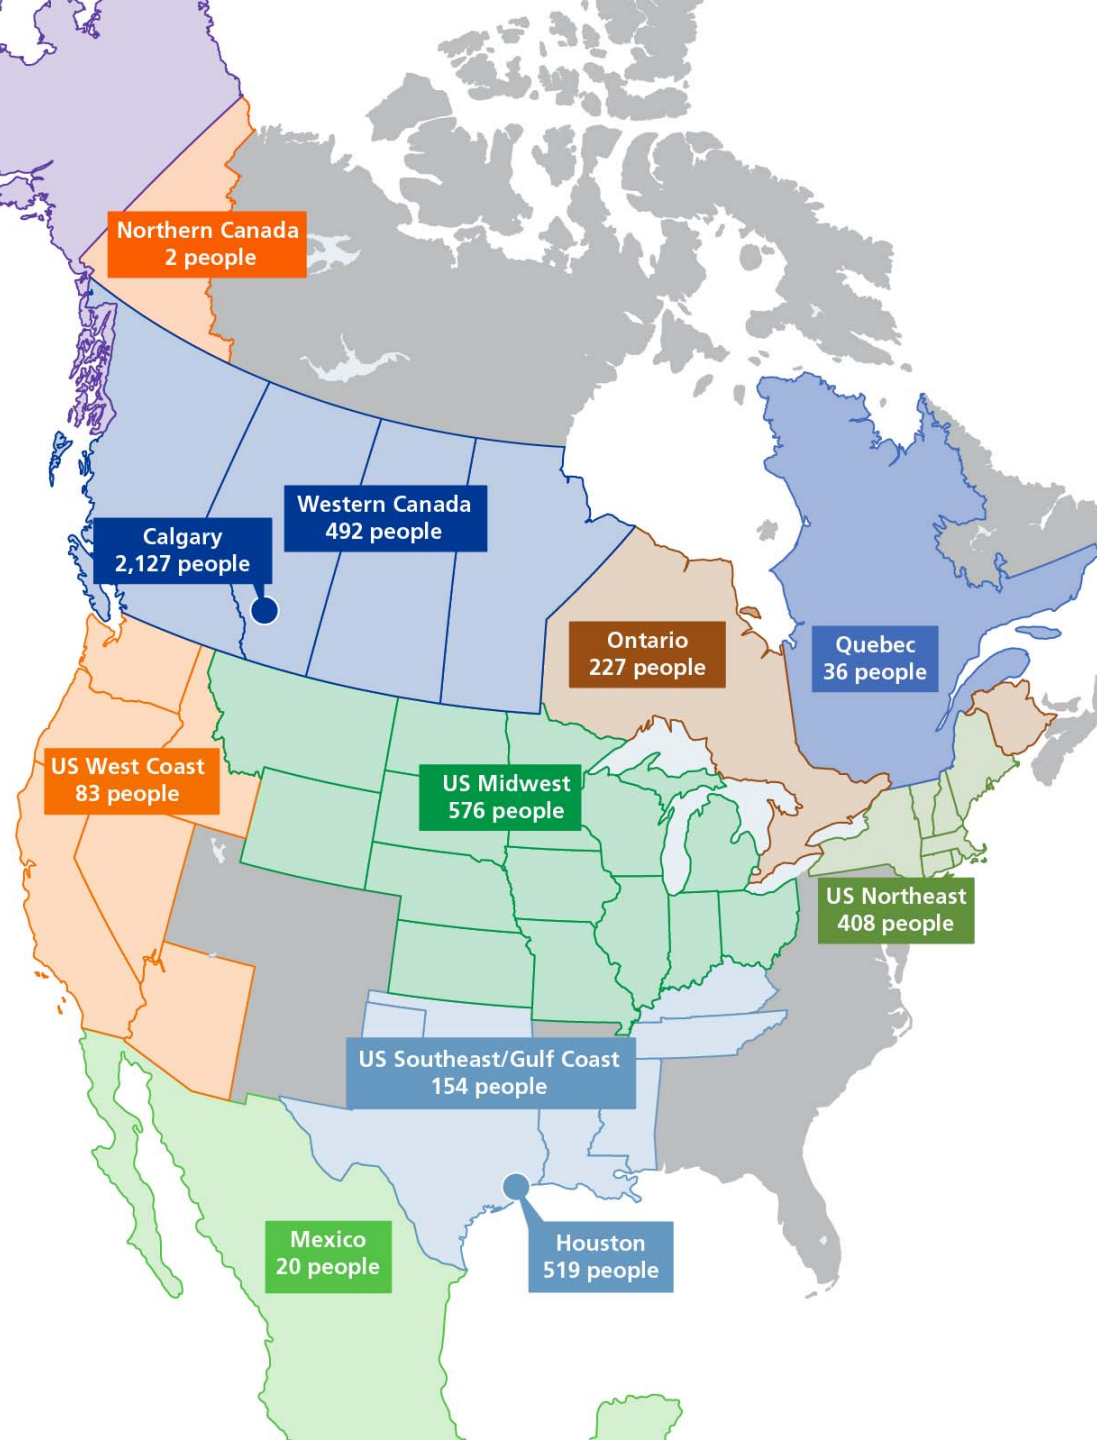 Northern Canada
2 people
Western Canada
492 people
Calgary
2,127 people
Ontario
227 people
Quebec
36 people
US West Coast
83 people
US Midwest
576 people
US Northeast
408 people
US Southeast/Gulf Coast
154 people
Mexico
20 people
Houston
519 people